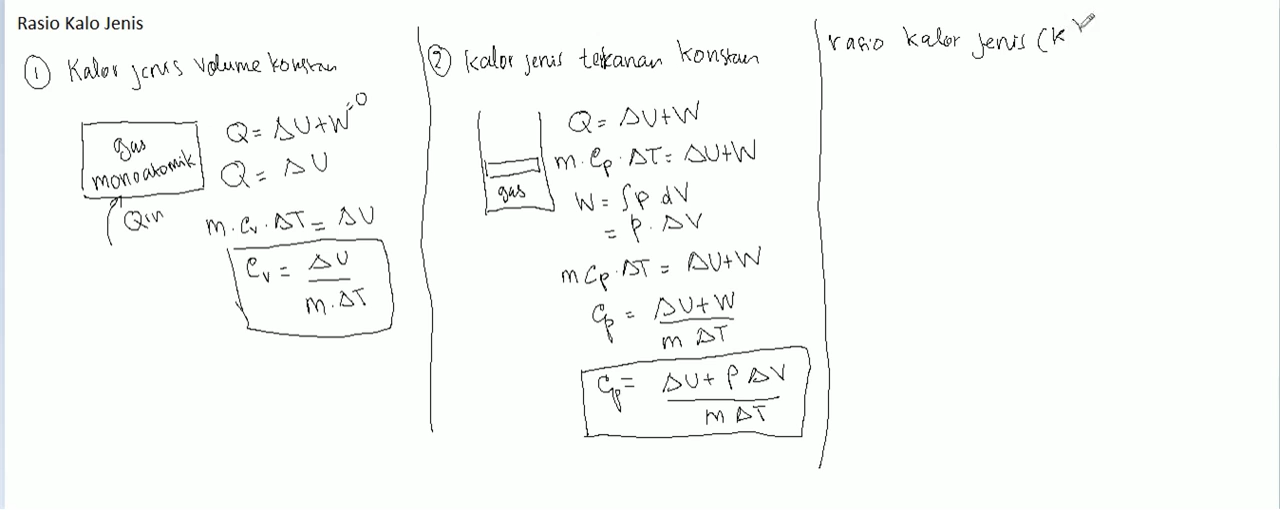 Rasio Kalo Jenis
① Kalor jenis volume konstan
gas
monoatomik
Qin
Q = ΔU+W=0
Q = ΔU
m. Cv. ΔT = ΔU
Cv = ΔU / m.ΔT
② kalor jenis tekanan konstan
gas
Q = ΔU+W
m. Cp. ΔT = ΔU+W
W = ∫p dV
= p. ΔV
m Cp. ΔT = ΔU+W
Cp = ΔU+W / m ΔT
Cp = ΔU+ P ΔV / m ΔT
rasio kalor jenis (k